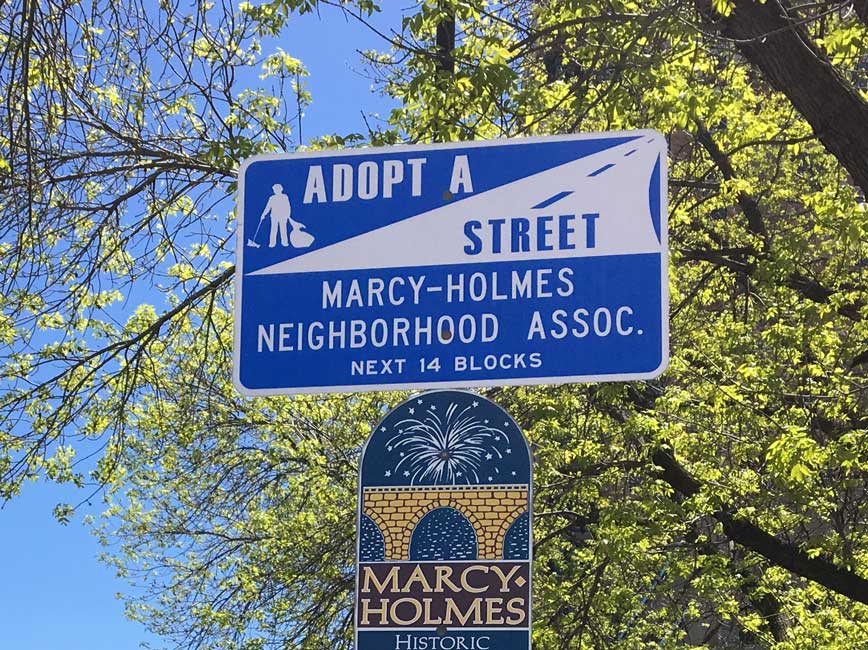 ADOPT A
STREET
MARCY-HOLMES
NEIGHBORHOOD ASSOC.
NEXT 14 BLOCKS
MARCY·
HOLMES
HISTORIC